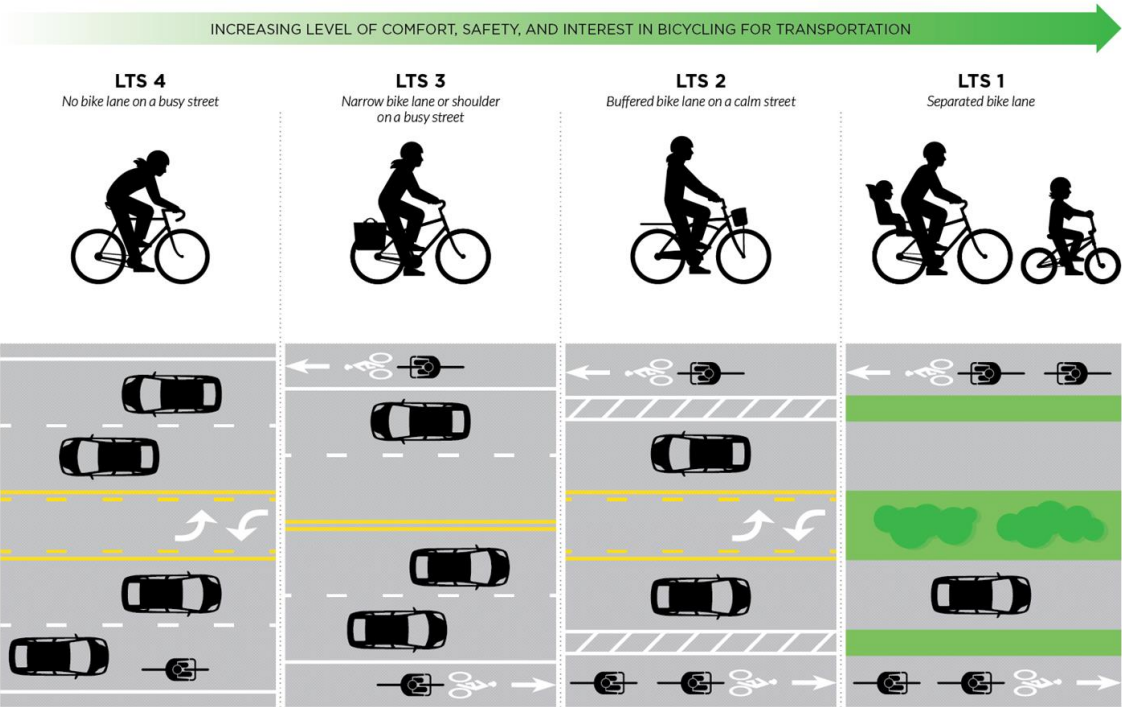 INCREASING LEVEL OF COMFORT, SAFETY, AND INTEREST IN BICYCLING FOR TRANSPORTATION
LTS 4
No bike lane on a busy street
LTS 3
Narrow bike lane or shoulder
on a busy street
LTS 2
Buffered bike lane on a calm street
LTS 1
Separated bike lane